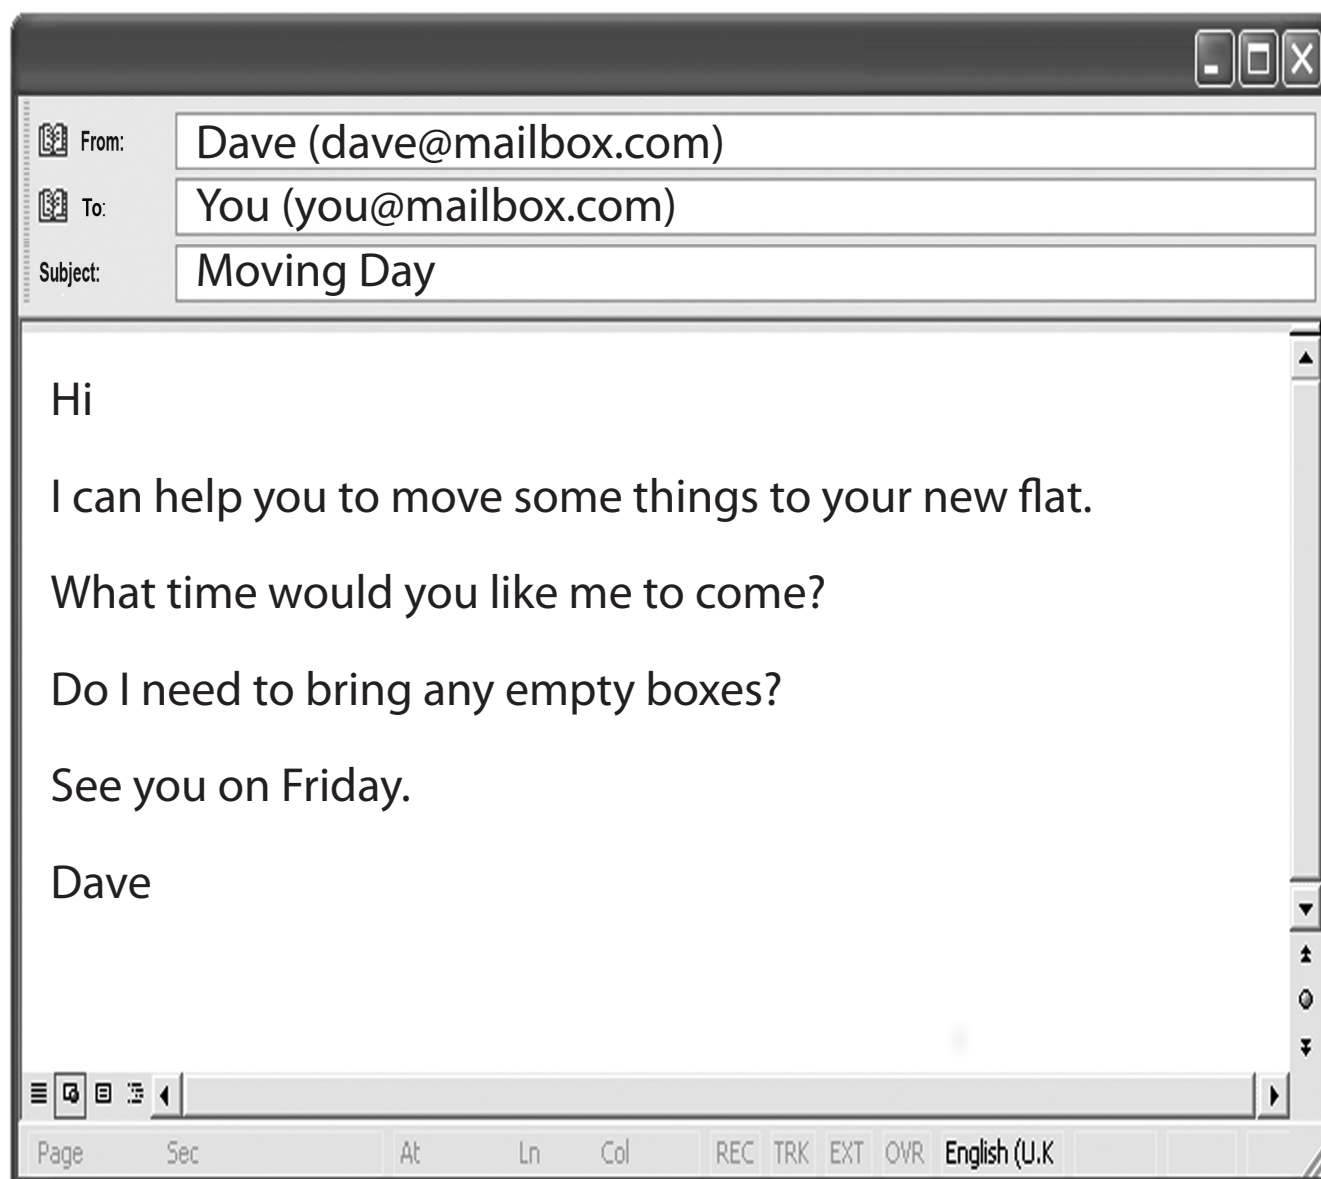 From: Dave (dave@mailbox.com)
To: You (you@mailbox.com)
Subject: Moving Day
Hi
I can help you to move some things to your new flat.
What time would you like me to come?
Do I need to bring any empty boxes?
See you on Friday.
Dave
Page Sec At Ln Col REC TRK EXT OVR English (U.K